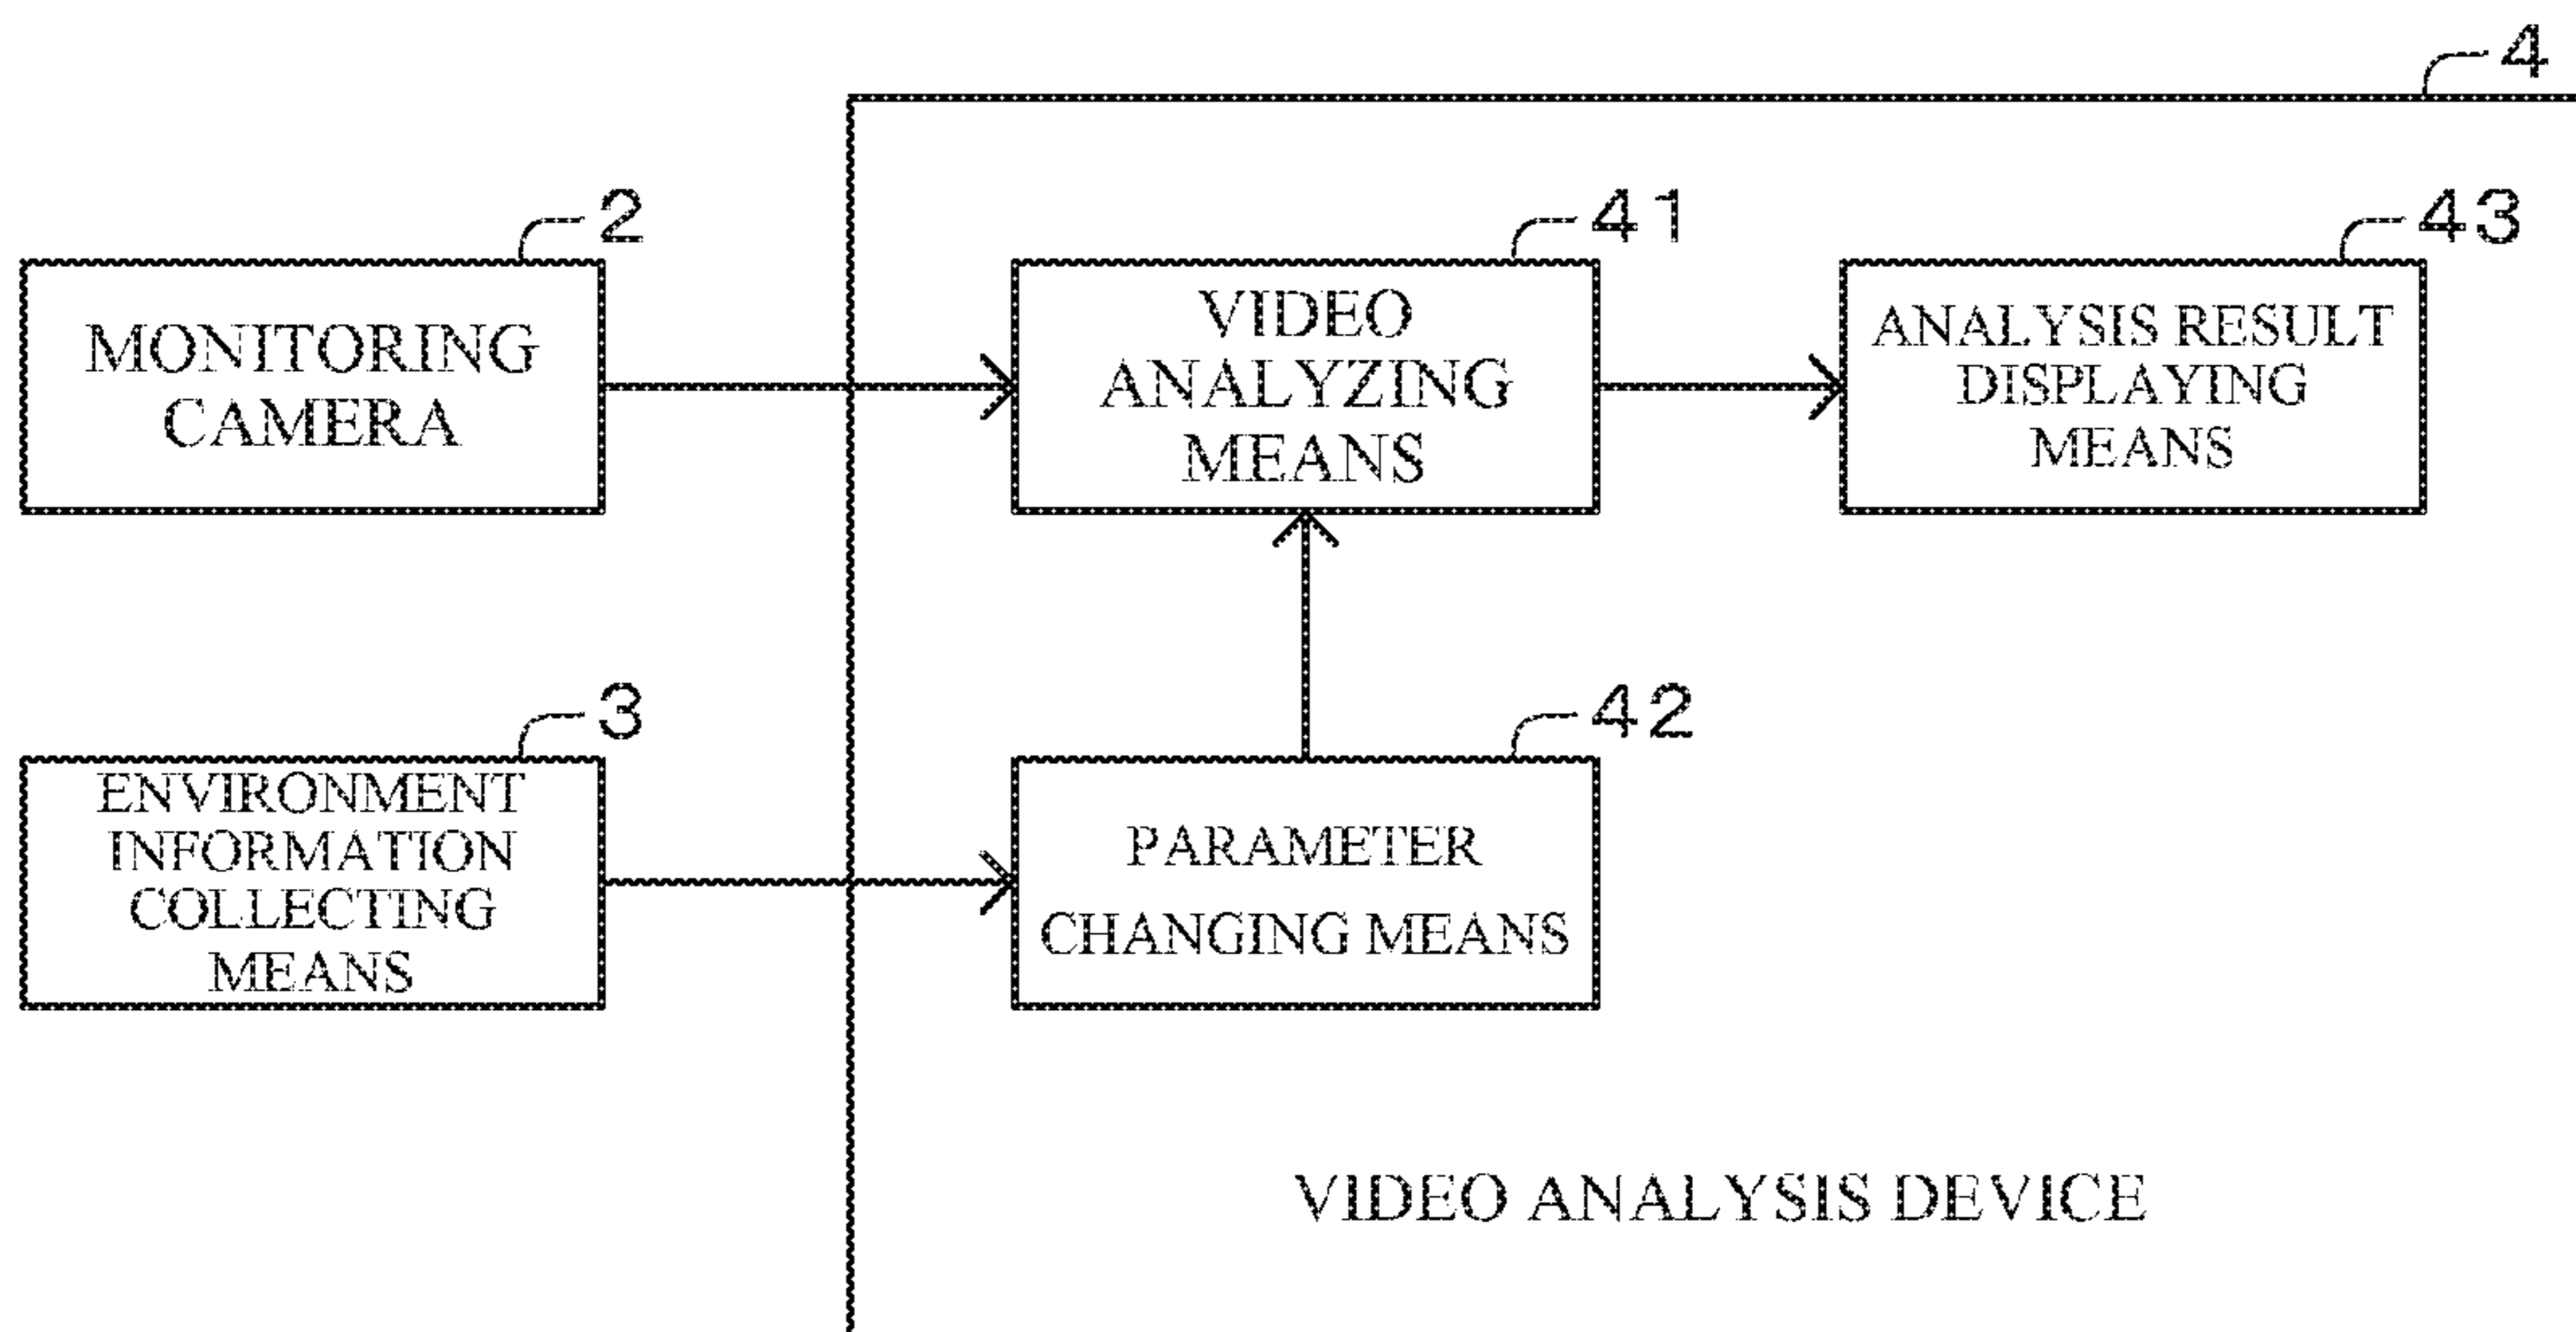 4
2
MONITORING
CAMERA
41
VIDEO
ANALYZING
MEANS
43
ANALYSIS RESULT
DISPLAYING
MEANS
3
ENVIRONMENT
INFORMATION
COLLECTING
MEANS
42
PARAMETER
CHANGING MEANS
VIDEO ANALYSIS DEVICE